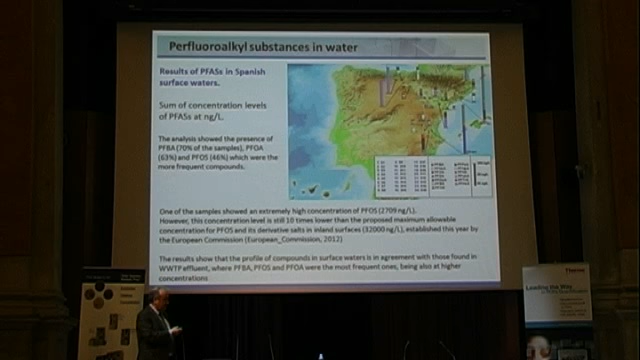 Perfluoroalkyl substances in water
Results of PFASs in Spanish
surface waters.
Sum of concentration levels
of PFASs at ng/L.
The analysis showed the presence of
PFBA (70% of the samples), PFOA
(63%) and PFOS (46%) which were the
more frequent compounds.
One of the samples showed an extremely high concentration of PFOS (2709 ng/L).
However, this concentration level is still 10 times lower than the proposed maximum allowable
concentration for PFOS and its derivative salts in inland surfaces (32000 ng/L), established this year by
the European Commission (European_Commission, 2012)
The results show that the profile of compounds in surface waters is in agreement with those found in
WWTP effluent, where PFBA, PFOS and PFOA were the most frequent ones, being also at higher
concentrations
Leading the Way